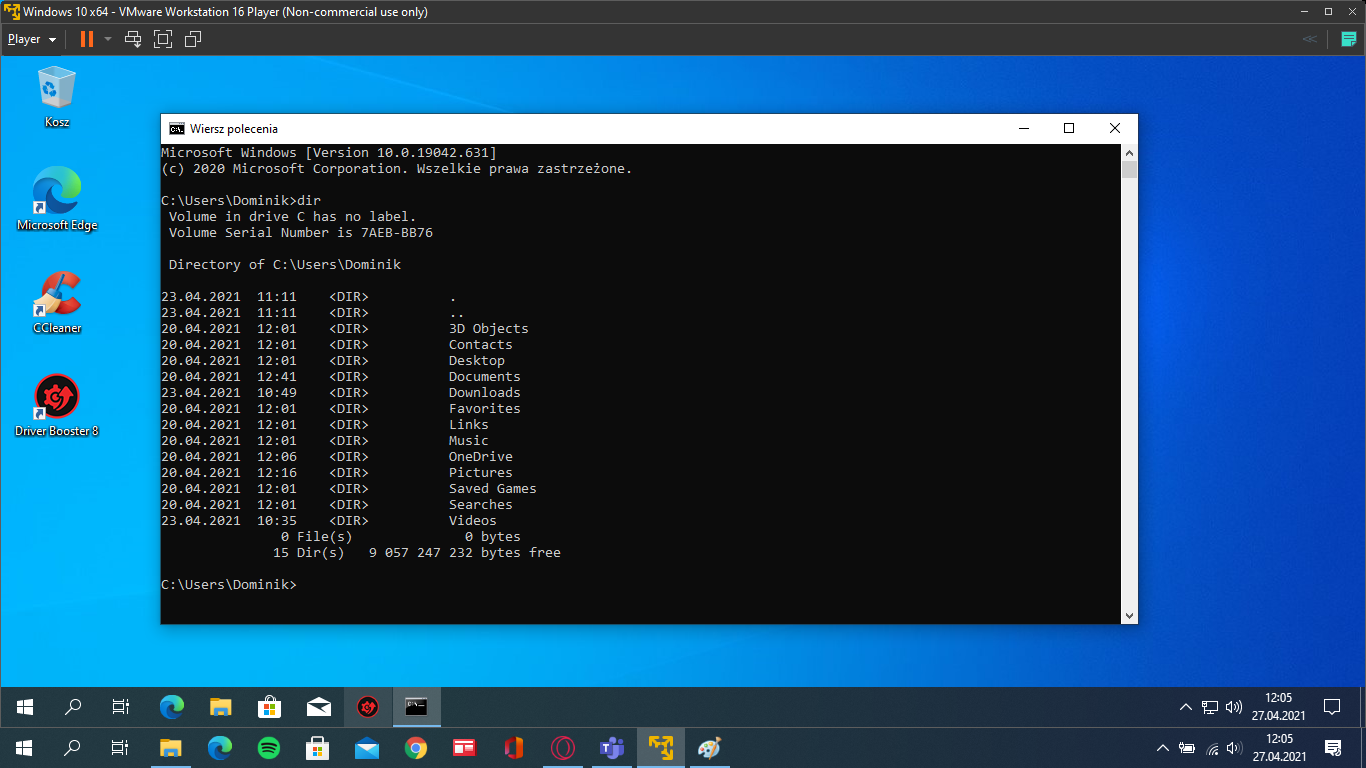 Windows 10 x64 - VMware Workstation 16 Player (Non-commercial use only)
Player
Kosz
Microsoft Edge
CCleaner
Driver Booster 8
Wiersz polecenia
Microsoft Windows [Version 10.0.19042.631]
(c) 2020 Microsoft Corporation. Wszelkie prawa zastrzeżone.
C:\Users\Dominik>dir
Volume in drive C has no label.
Volume Serial Number is 7AEB-BB76
Directory of C:\Users\Dominik
23.04.2021  11:11    <DIR>          .
23.04.2021  11:11    <DIR>          ..
20.04.2021  12:01    <DIR>          3D Objects
20.04.2021  12:01    <DIR>          Contacts
20.04.2021  12:01    <DIR>          Desktop
20.04.2021  12:41    <DIR>          Documents
23.04.2021  10:49    <DIR>          Downloads
20.04.2021  12:01    <DIR>          Favorites
20.04.2021  12:01    <DIR>          Links
20.04.2021  12:01    <DIR>          Music
20.04.2021  12:06    <DIR>          OneDrive
20.04.2021  12:16    <DIR>          Pictures
20.04.2021  12:01    <DIR>          Saved Games
20.04.2021  12:01    <DIR>          Searches
23.04.2021  10:35    <DIR>          Videos
0 File(s)              0 bytes
15 Dir(s)   9 057 247 232 bytes free
C:\Users\Dominik>
12:05
27.04.2021
12:05
27.04.2021